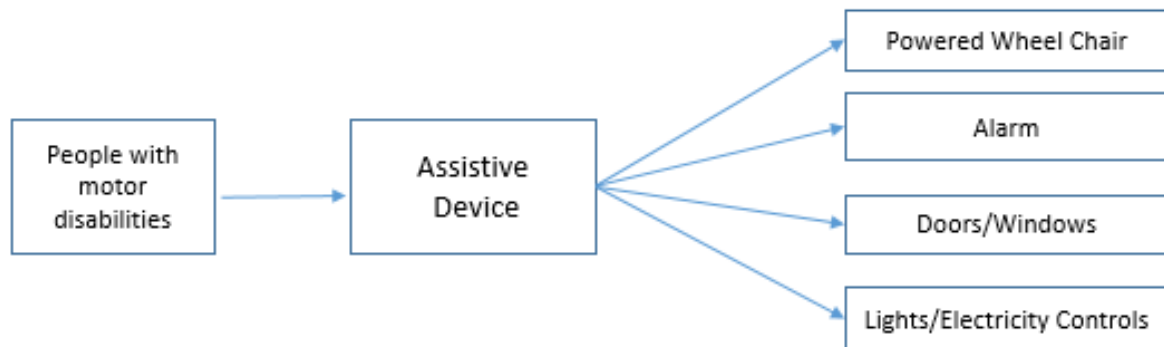 People with
motor
disabilities
Assistive
Device
Powered Wheel Chair
Alarm
Doors/Windows
Lights/Electricity Controls